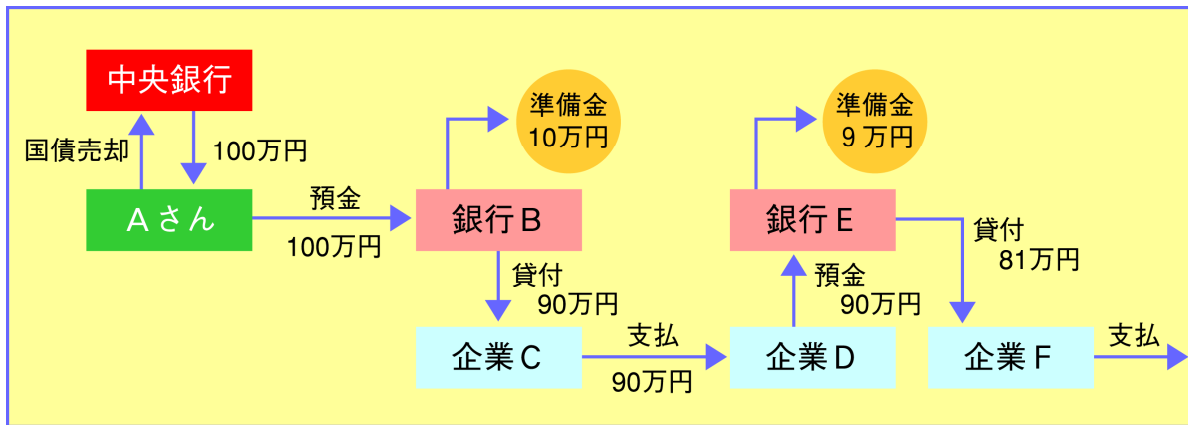 中央銀行
国債売却
100万円
Aさん
預金
100万円
準備金
10万円
銀行B
貸付
90万円
企業C
支払
90万円
準備金
9万円
銀行E
預金
90万円
企業D
貸付
81万円
企業F
支払